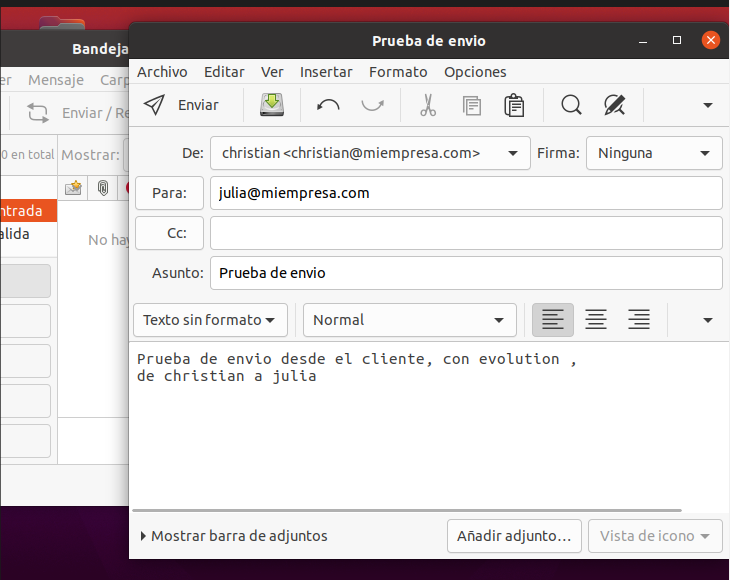 Bandeja
Prueba de envio
er Mensaje Carp
Archivo Editar Ver Insertar Formato Opciones
Enviar / Re
Enviar
0 en total Mostrar:
De: christian <christian@miempresa.com> Firma: Ninguna
Para: julia@miempresa.com
ntrada
alida
No hay
Cc:
Asunto: Prueba de envio
Texto sin formato Normal
Prueba de envio desde el cliente, con evolution ,
de christian a julia
Mostrar barra de adjuntos Añadir adjunto... Vista de icono